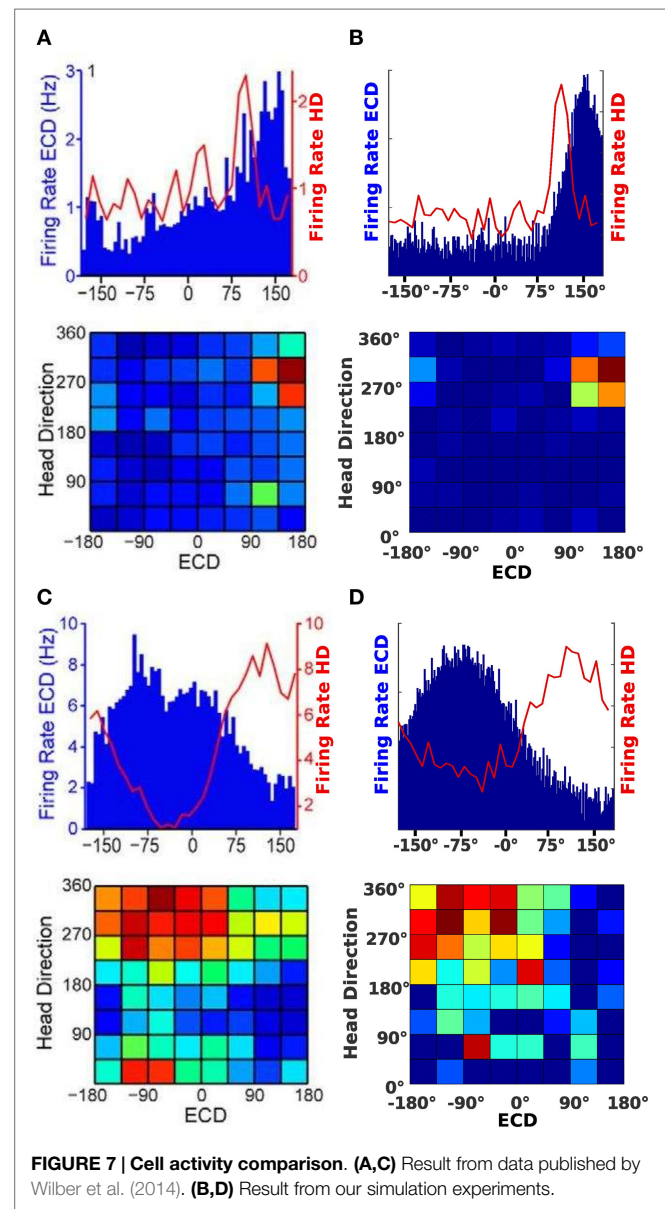 A
B
3
1
2
1
0
Firing Rate ECD (Hz)
2
1
0
Firing Rate HD
−150 −75 0 75 150
Firing Rate ECD
Firing Rate HD
-150° -75° -0° 75° 150°
360
270
180
90
Head Direction
−180 −90 0 90 180
ECD
360°
270°
180°
90°
0°
Head Direction
-180° -90° 0° 90° 180°
ECD
C
D
10
8
6
4
2
0
Firing Rate ECD (Hz)
10
8
6
4
2
Firing Rate HD
−150 −75 0 75 150
Firing Rate ECD
Firing Rate HD
-150° -75° -0° 75° 150°
360
270
180
90
Head Direction
−180 −90 0 90 180
ECD
360°
270°
180°
90°
0°
Head Direction
-180° -90° 0° 90° 180°
ECD
FIGURE 7 | Cell activity comparison. (A,C) Result from data published by
Wilber et al. (2014). (B,D) Result from our simulation experiments.